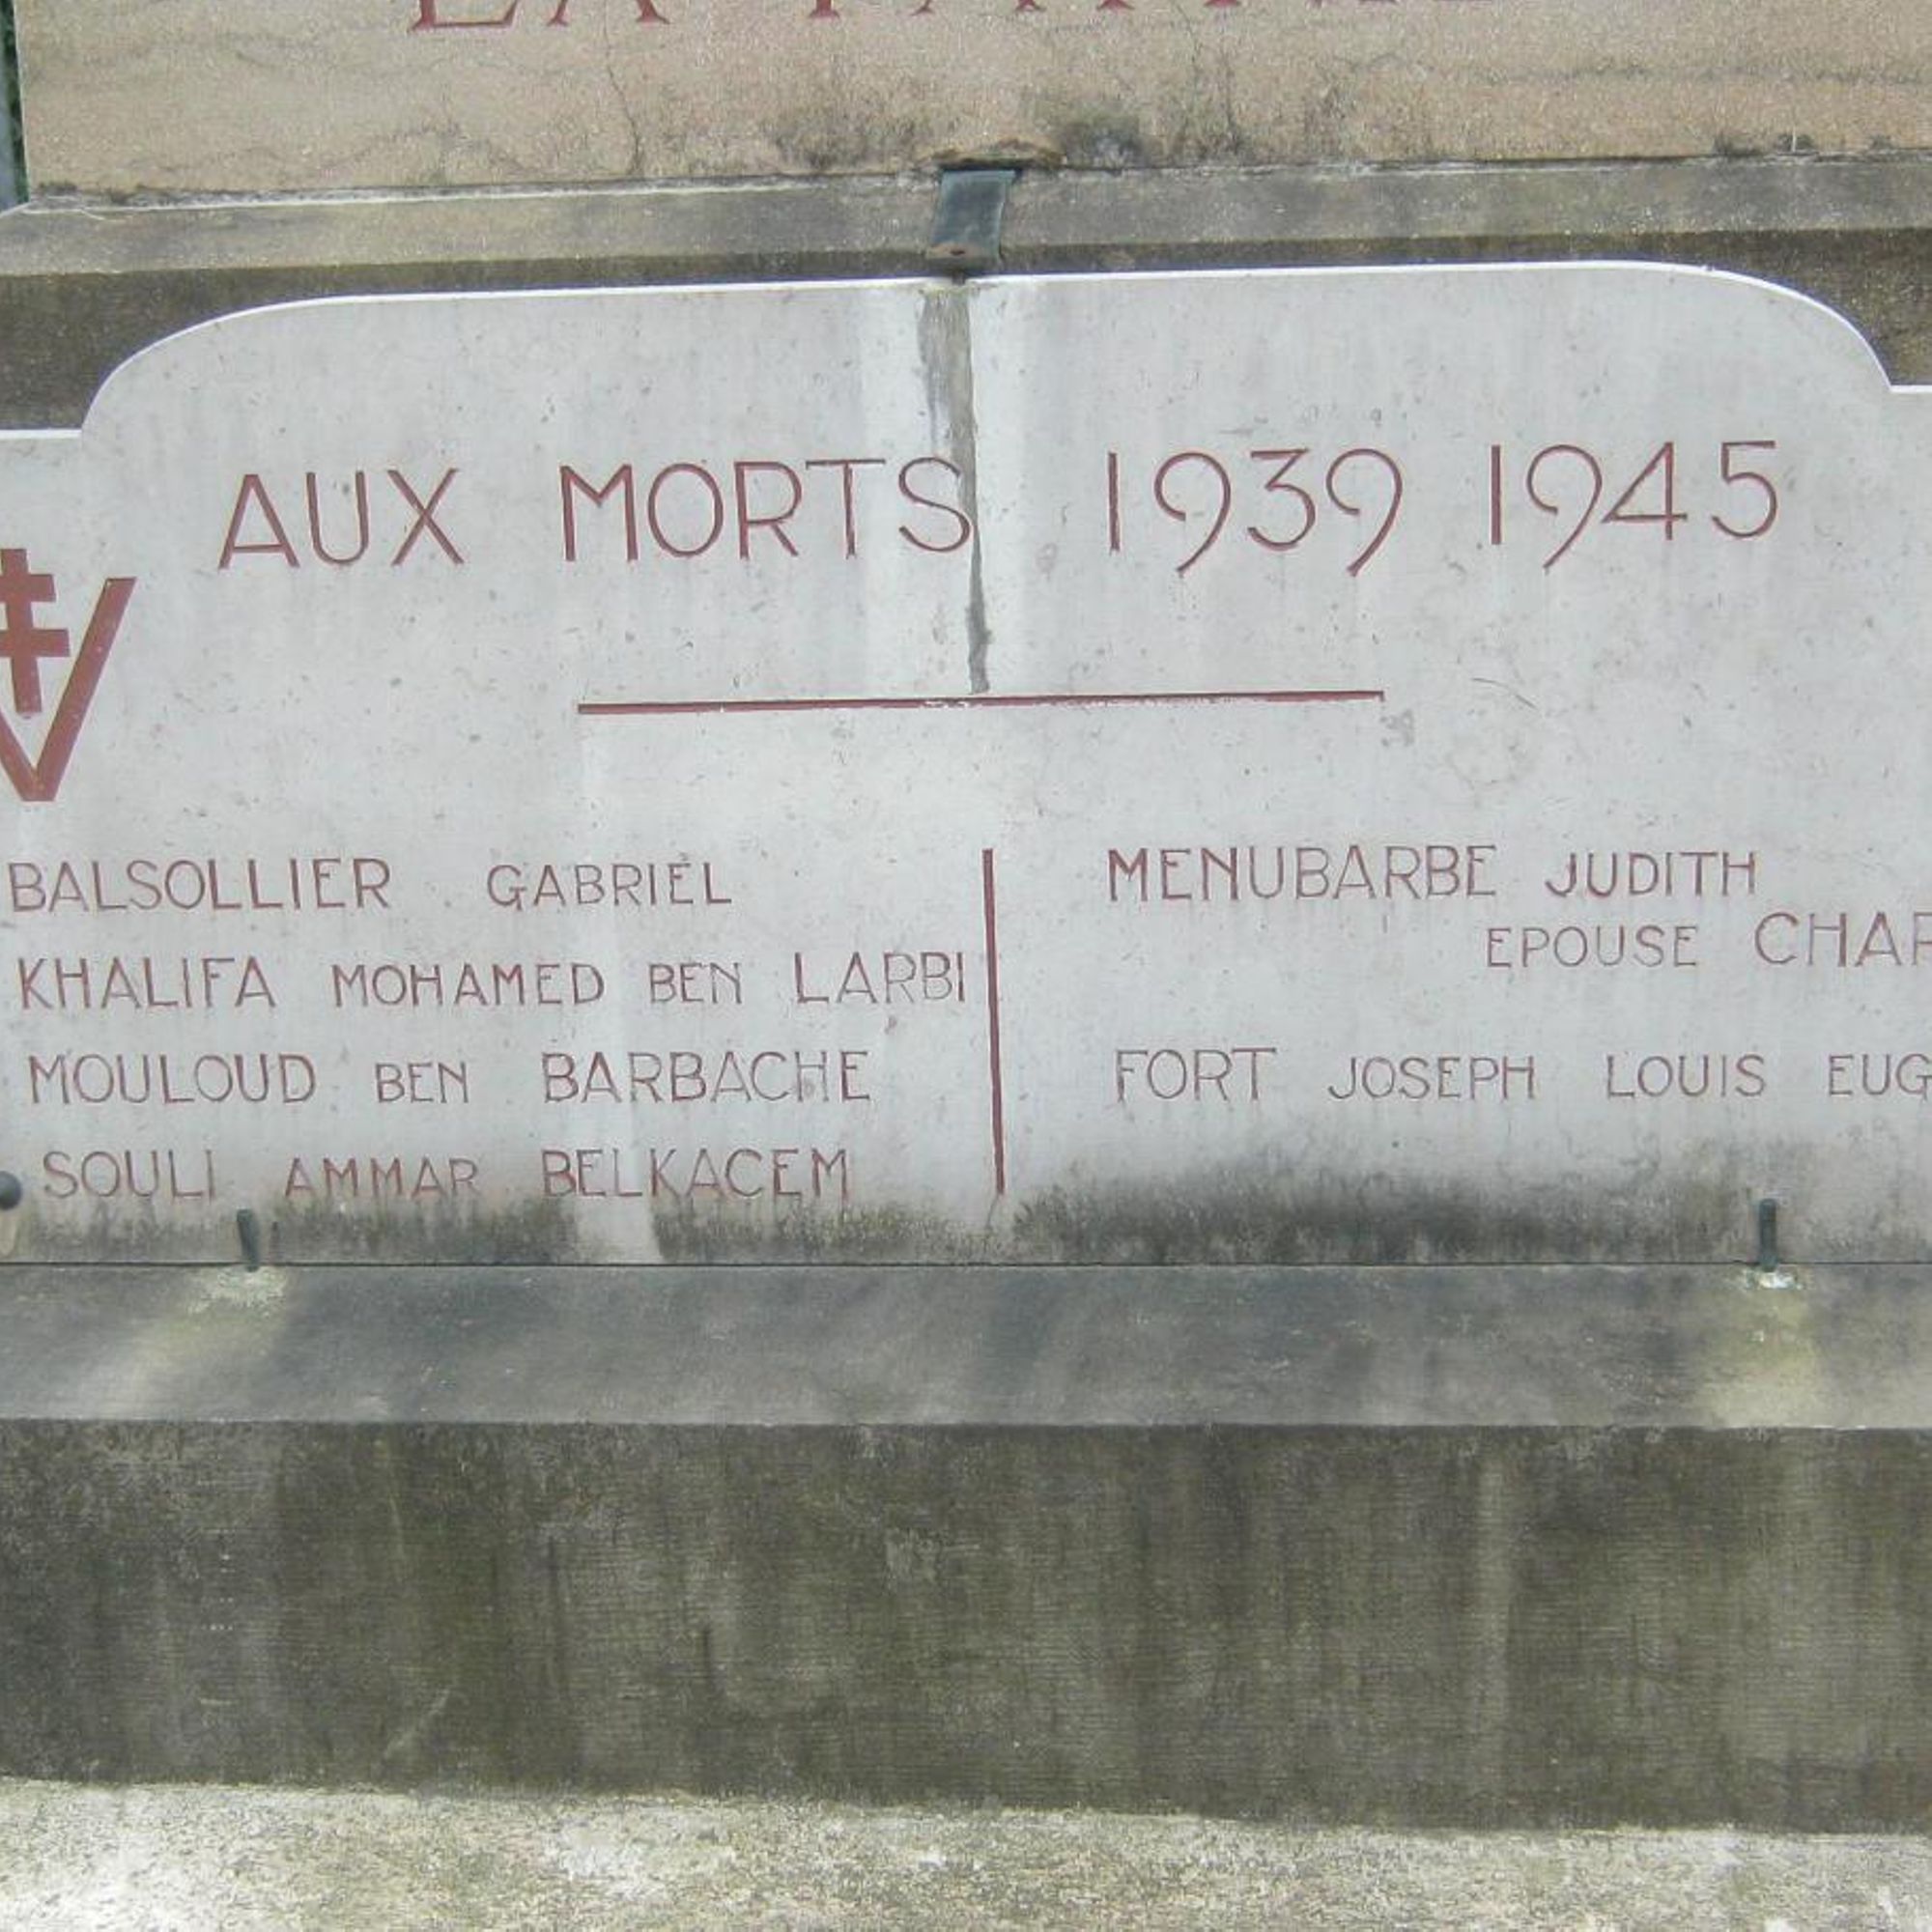 LA
AUX MORTS 1939 1945
BALSOLLIER GABRIEL
KHALIFA MOHAMED BEN LARBI
MOULOUD BEN BARBACHE
SOULI AMMAR BELKACEM
MENUBARBE JUDITH
EPOUSE
FORT JOSEPH LOUIS